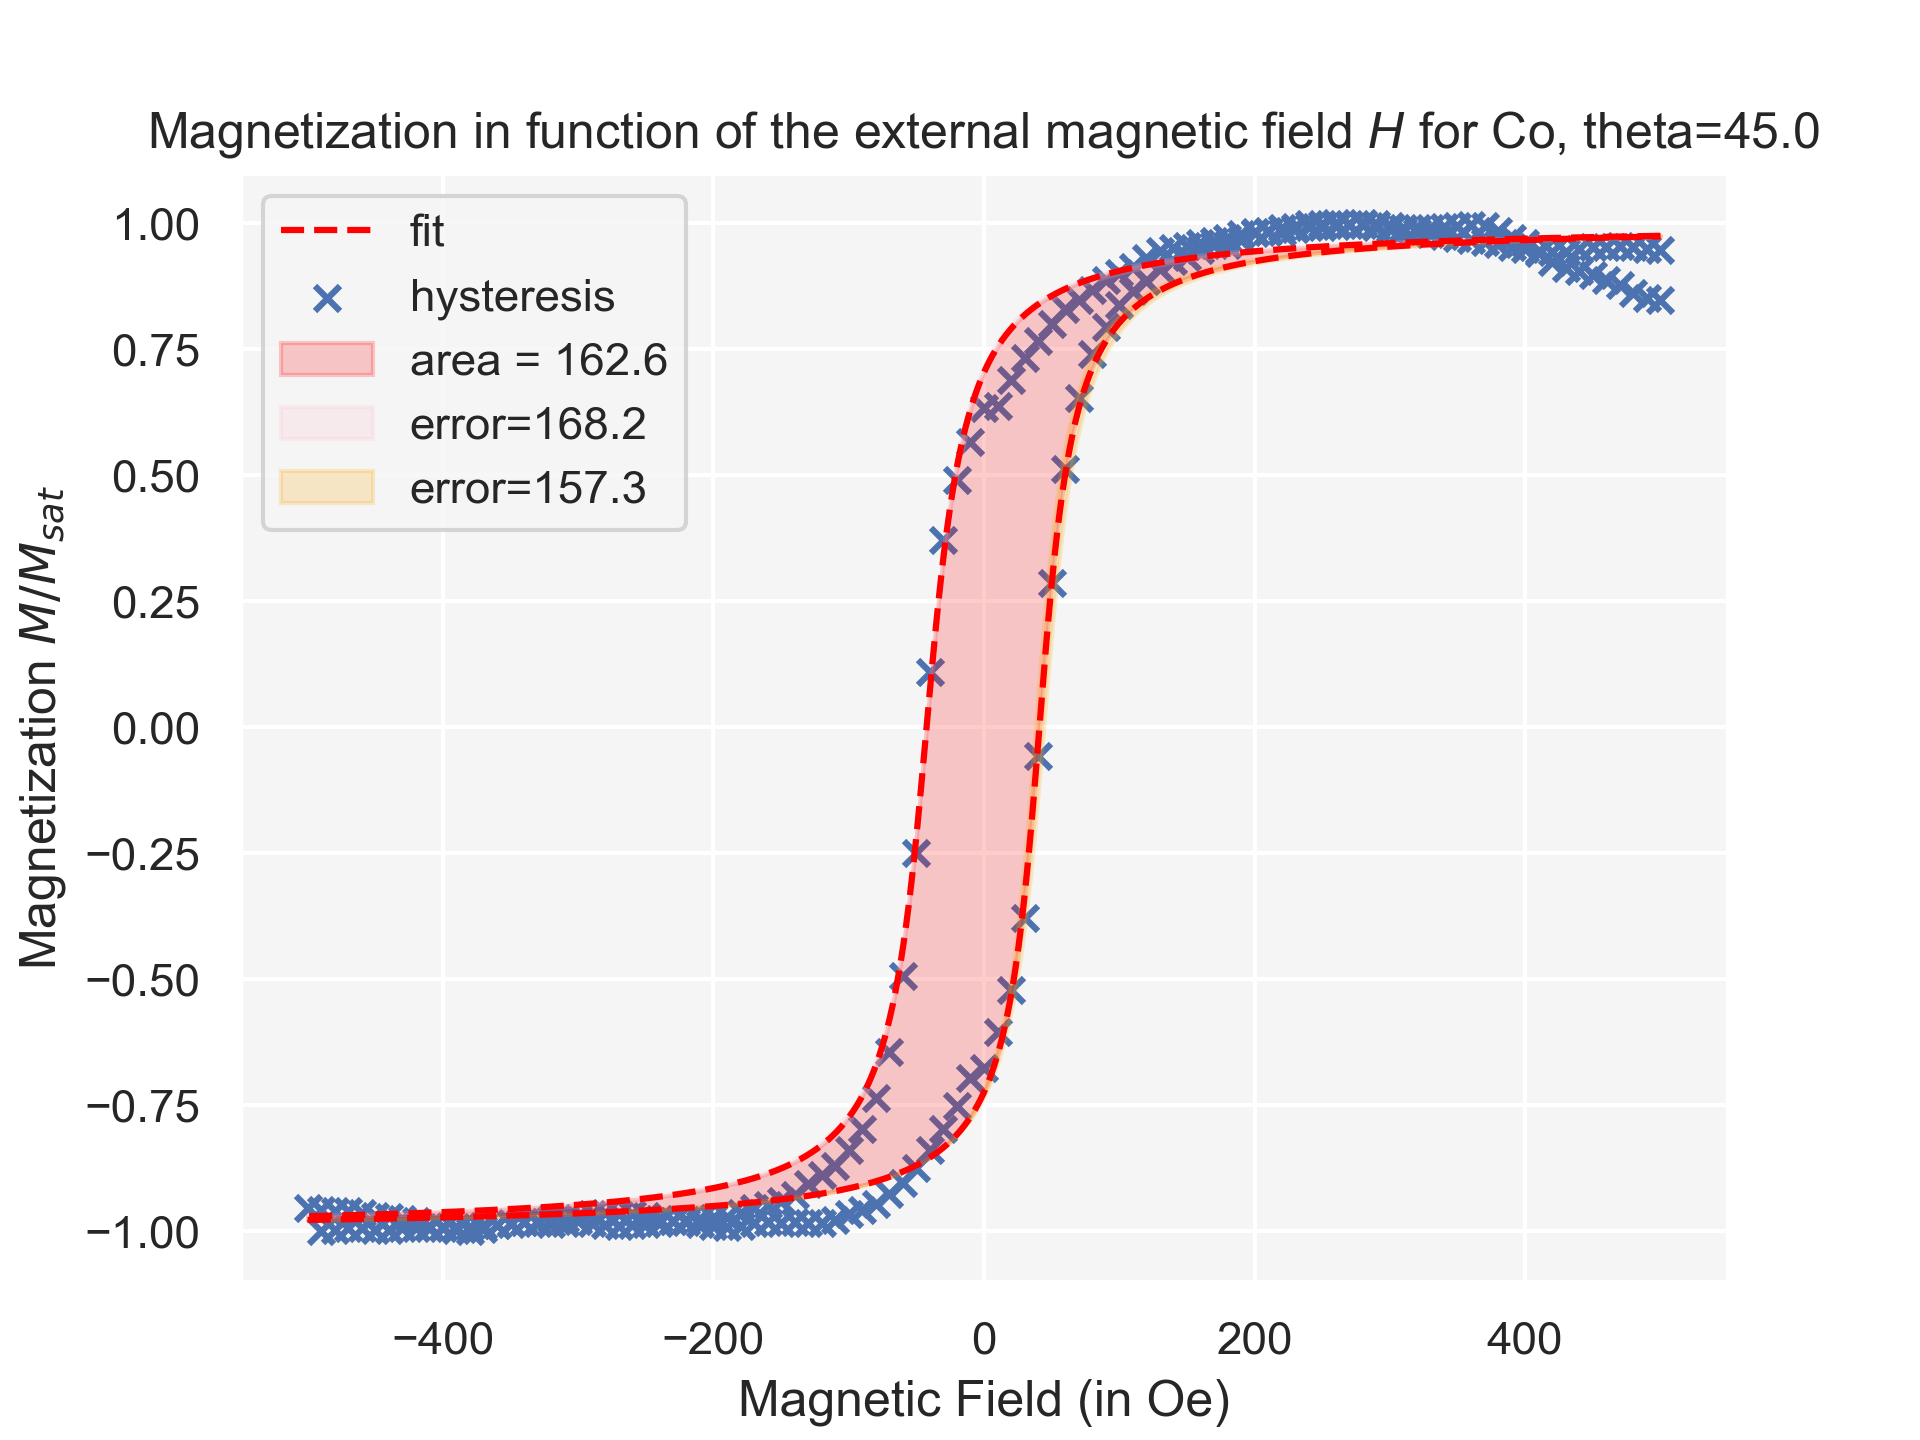 Magnetization in function of the external magnetic field H for Co, theta=45.0
fit
hysteresis
area = 162.6
error=168.2
error=157.3
1.00
0.75
0.50
0.25
0.00
−0.25
−0.50
−0.75
−1.00
Magnetization M/M_sat
−400 −200 0 200 400
Magnetic Field (in Oe)